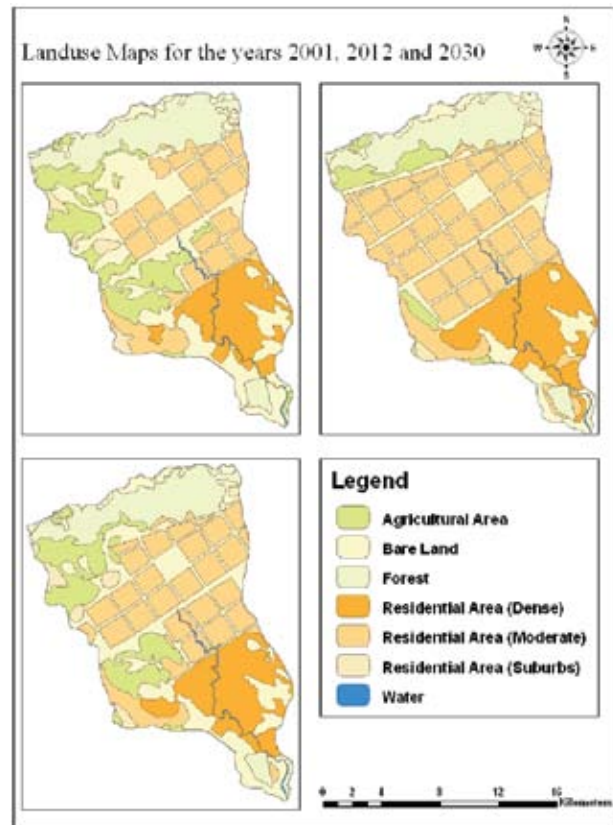 Landuse Maps for the years 2001, 2012 and 2030
N
W
E
S
Legend
Agricultural Area
Bare Land
Forest
Residential Area (Dense)
Residential Area (Moderate)
Residential Area (Suburbs)
Water
0 2 4 8 12 16
Kilometers